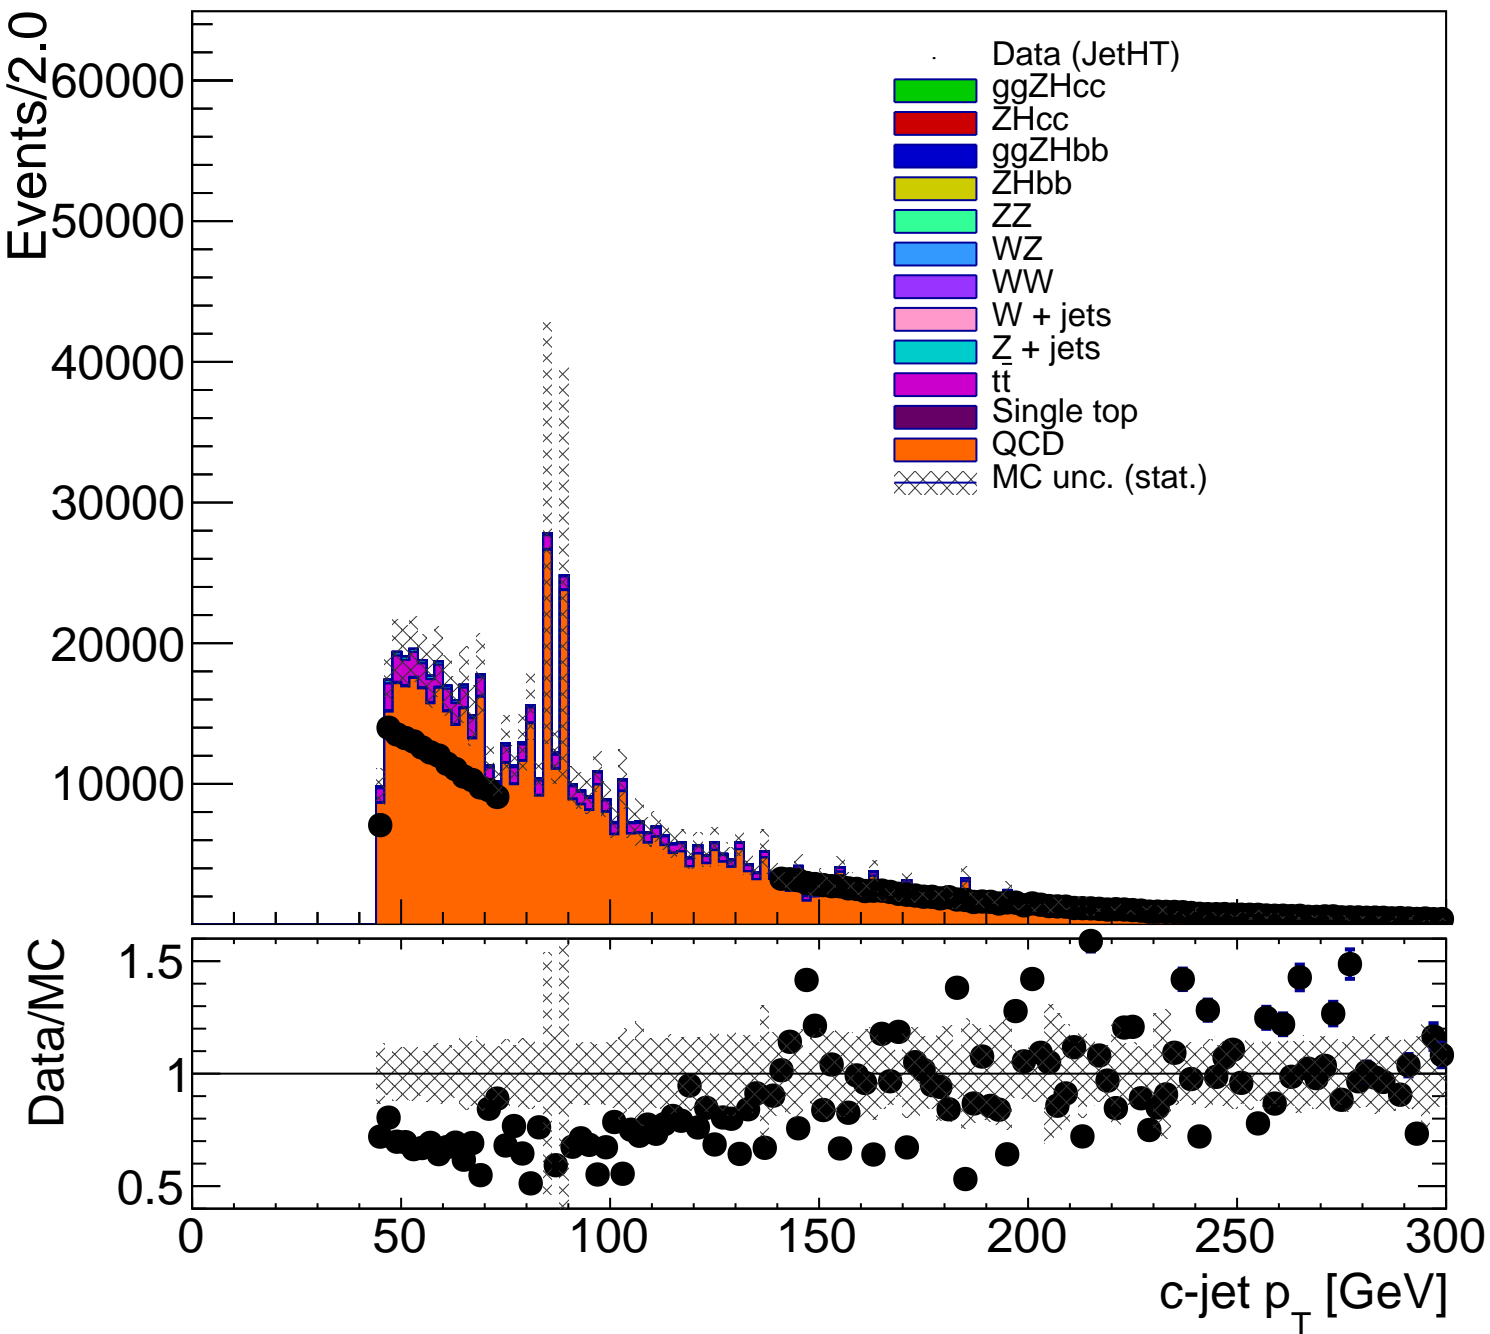 Events/2.0
60000
50000
40000
30000
20000
10000
Data (JetHT)
ggZHcc
ZHcc
ggZHbb
ZHbb
ZZ
WZ
WW
W + jets
Z + jets
tt̄
Single top
QCD
MC unc. (stat.)
Data/MC
1.5
1
0.5
0 50 100 150 200 250 300
c-jet p_T [GeV]